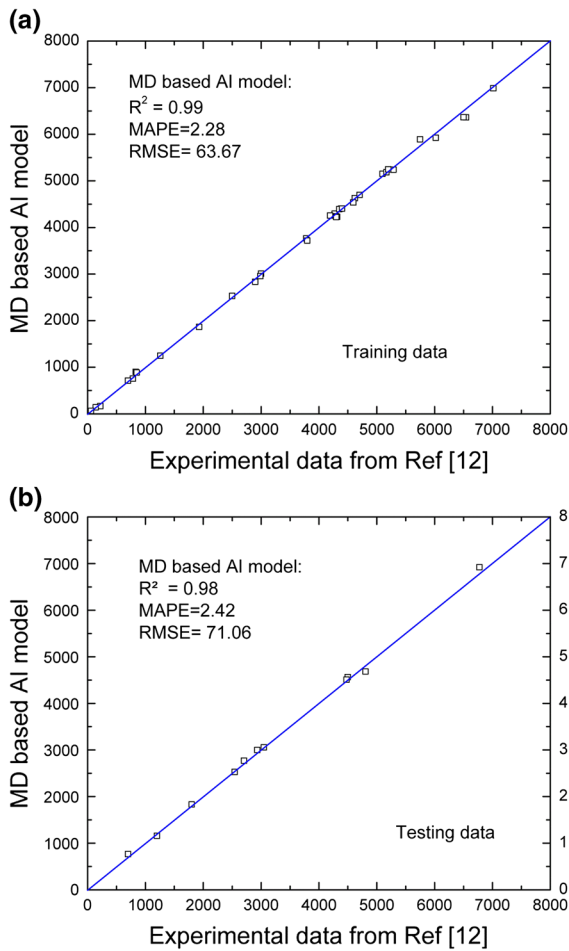 (a)
8000
7000
6000
5000
4000
3000
2000
1000
0
MD based AI model
MD based AI model:
R² = 0.99
MAPE=2.28
RMSE= 63.67
Training data
0 1000 2000 3000 4000 5000 6000 7000 8000
Experimental data from Ref [12]
(b)
8000
7000
6000
5000
4000
3000
2000
1000
0
MD based AI model
MD based AI model:
R² = 0.98
MAPE=2.42
RMSE= 71.06
Testing data
8
7
6
5
4
3
2
1
0
0 1000 2000 3000 4000 5000 6000 7000 8000
Experimental data from Ref [12]